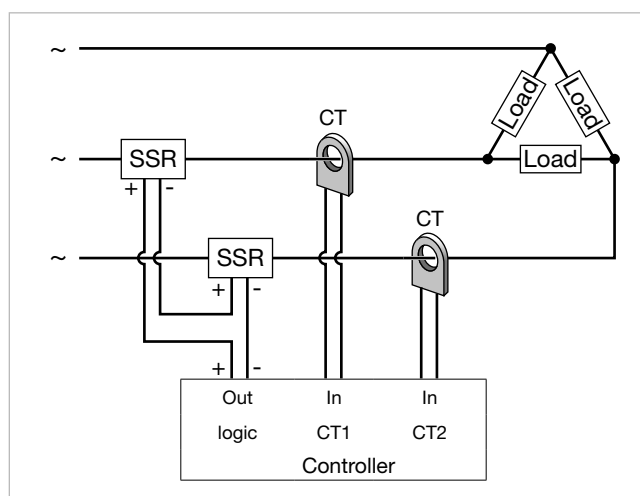 ~
Load
Load
CT
~
SSR
Load
+ -
CT
~
SSR
+ -
+ -
Out In In
logic CT1 CT2
Controller